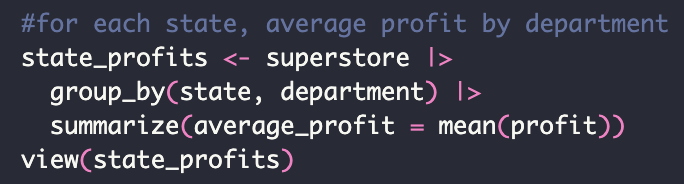 #for each state, average profit by department
state_profits <- superstore |>
  group_by(state, department) |>
  summarize(average_profit = mean(profit))
view(state_profits)